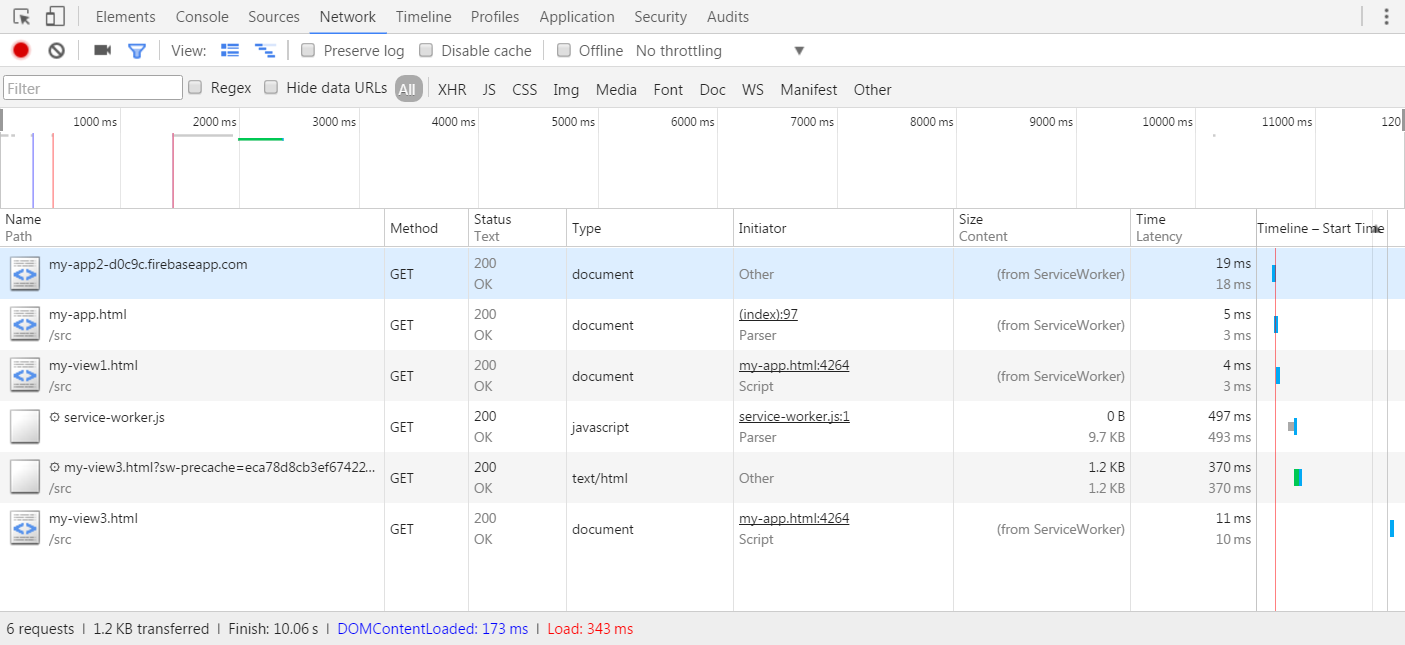 Elements Console Sources Network Timeline Profiles Application Security Audits
View: Preserve log Disable cache Offline No throttling
Filter Regex Hide data URLs All XHR JS CSS Img Media Font Doc WS Manifest Other
1000 ms 2000 ms 3000 ms 4000 ms 5000 ms 6000 ms 7000 ms 8000 ms 9000 ms 10000 ms 11000 ms 120
Name Method Status Type Initiator Size Time Timeline – Start Time
Path Text Content Latency
my-app2-d0c9c.firebaseapp.com GET 200 document Other (from ServiceWorker) 19 ms
OK 18 ms
my-app.html GET 200 document (index):97 (from ServiceWorker) 5 ms
/src OK Parser 3 ms
my-view1.html GET 200 document my-app.html:4264 (from ServiceWorker) 4 ms
/src OK Script 3 ms
service-worker.js GET 200 javascript service-worker.js:1 0 B 497 ms
OK Parser 9.7 KB 493 ms
my-view3.html?sw-precache=eca78d8cb3ef67422... GET 200 text/html Other 1.2 KB 370 ms
/src OK 1.2 KB 370 ms
my-view3.html GET 200 document my-app.html:4264 (from ServiceWorker) 11 ms
/src OK Script 10 ms
6 requests | 1.2 KB transferred | Finish: 10.06 s | DOMContentLoaded: 173 ms | Load: 343 ms